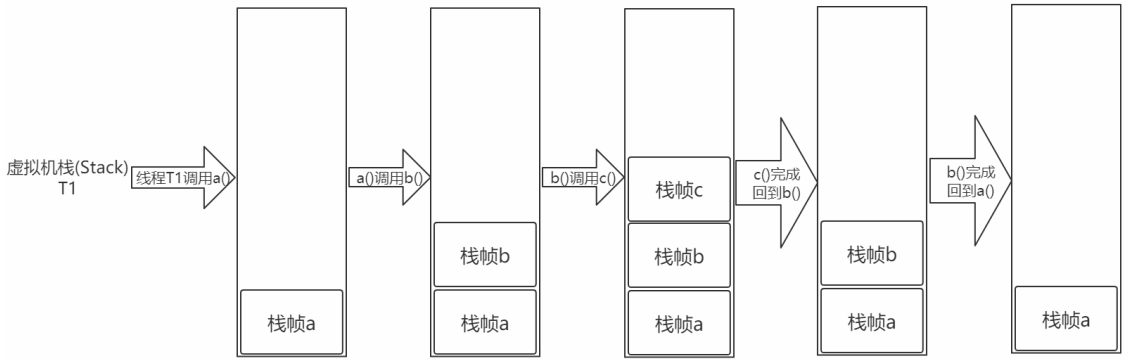 虚拟机栈(Stack)
T1
线程T1调用a()
栈帧a
a()调用b()
栈帧b
栈帧a
b()调用c()
栈帧c
栈帧b
栈帧a
c()完成
回到b()
栈帧b
栈帧a
b()完成
回到a()
栈帧a